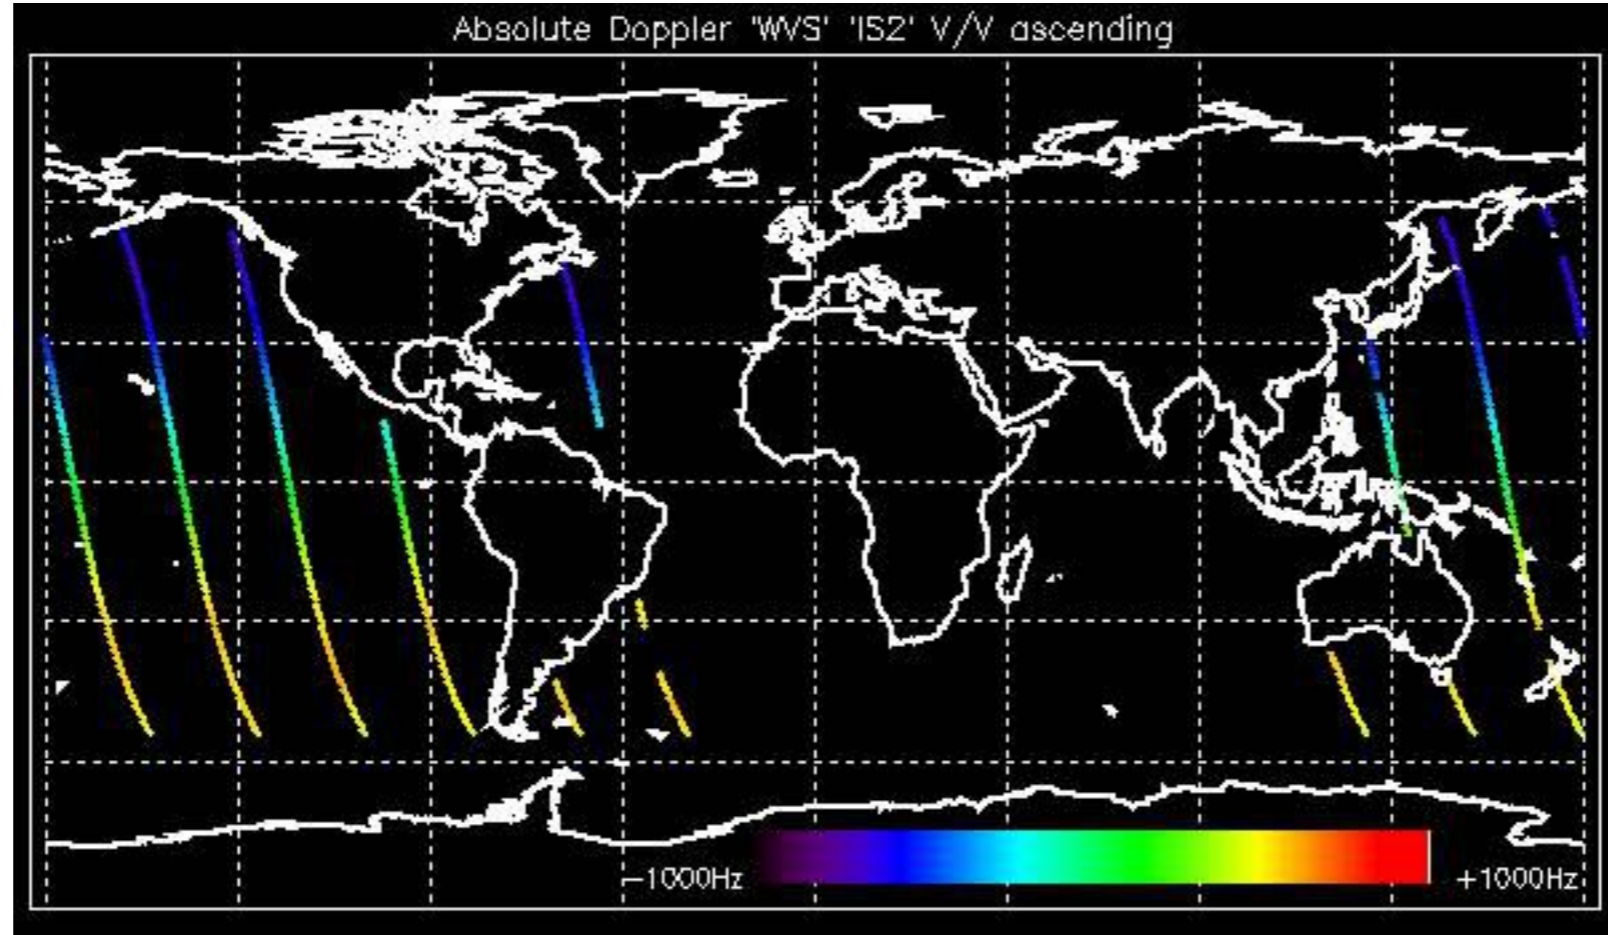 Absolute Doppler 'WVS' 'IS2' V/V ascending
-1000Hz +1000Hz